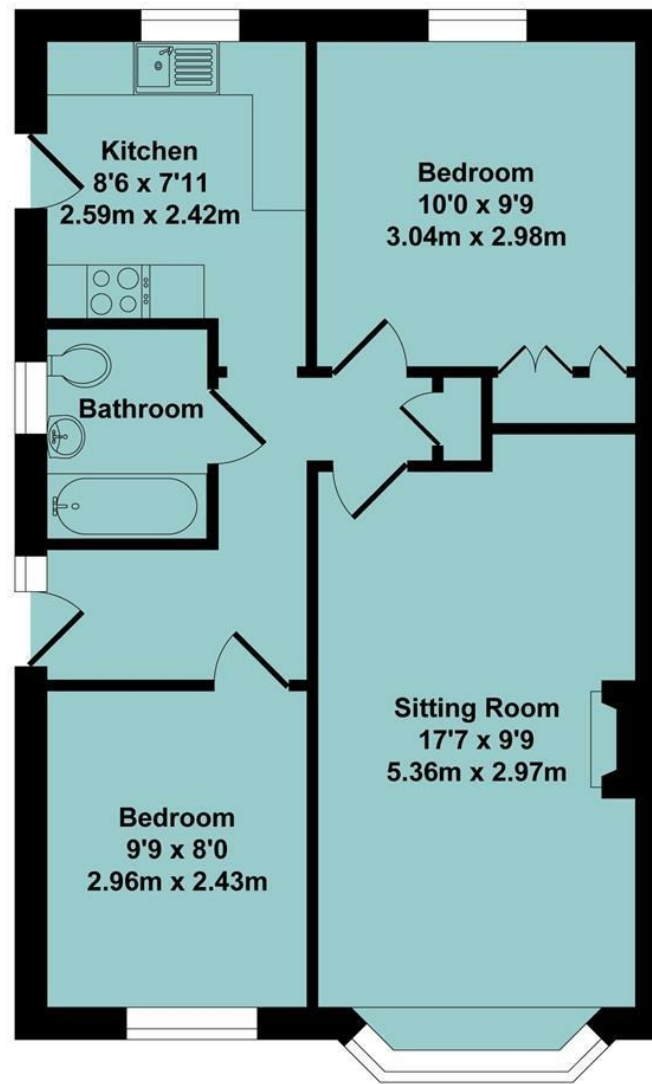 Kitchen
8'6 x 7'11
2.59m x 2.42m
Bedroom
10'0 x 9'9
3.04m x 2.98m
Bathroom
Sitting Room
17'7 x 9'9
5.36m x 2.97m
Bedroom
9'9 x 8'0
2.96m x 2.43m